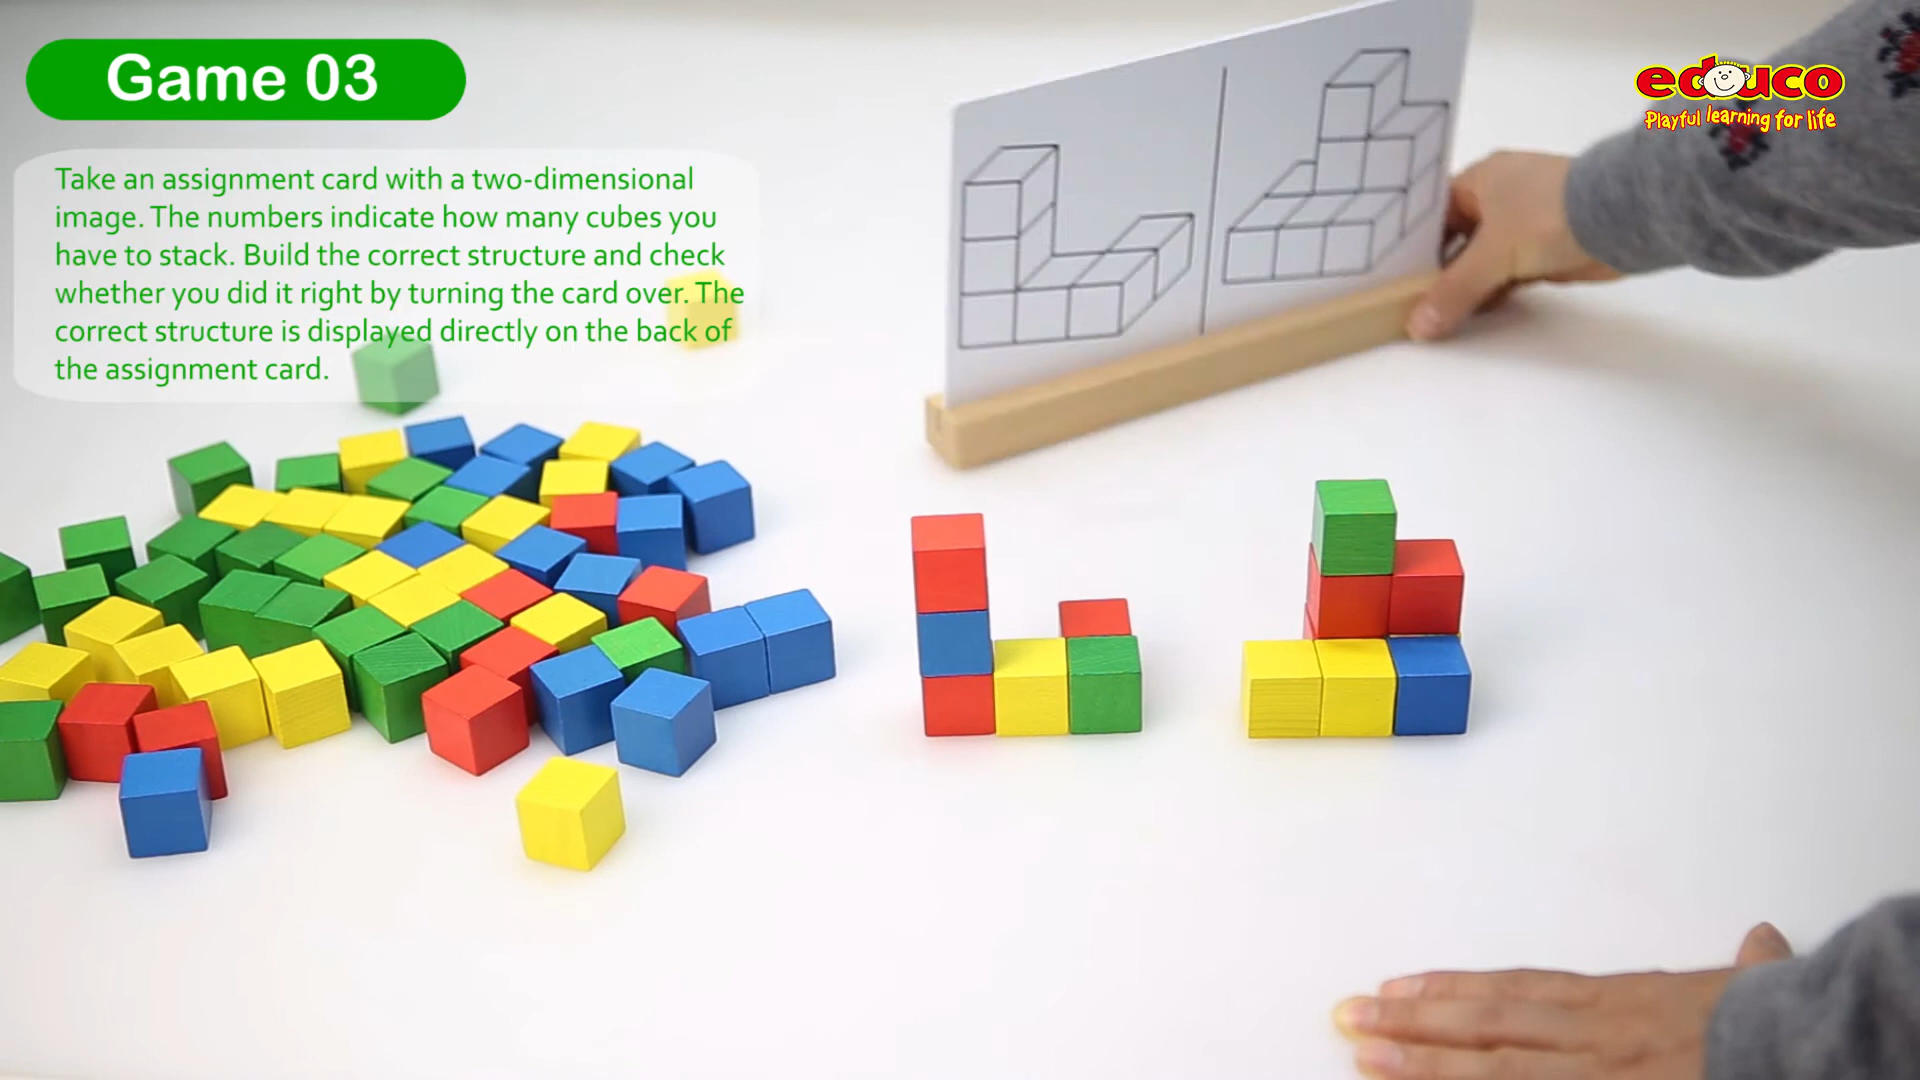 Game 03
educo
Playful learning for life
Take an assignment card with a two-dimensional
image. The numbers indicate how many cubes you
have to stack. Build the correct structure and check
whether you did it right by turning the card over. The
correct structure is displayed directly on the back of
the assignment card.